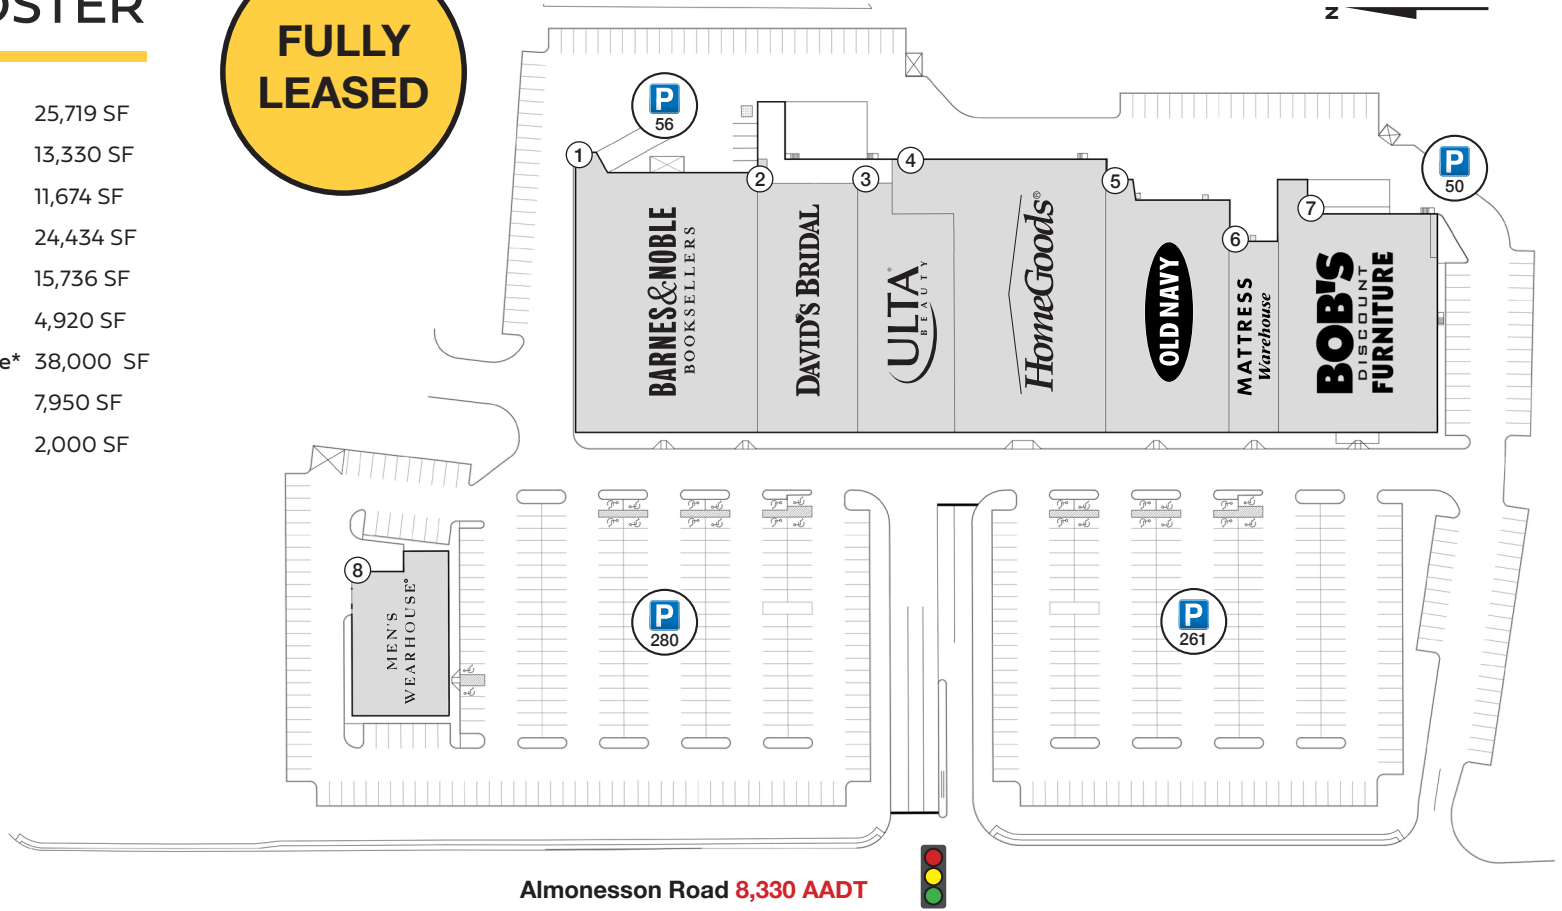 OSTER
25,719 SF
13,330 SF
11,674 SF
24,434 SF
15,736 SF
4,920 SF
e* 38,000 SF
7,950 SF
2,000 SF
FULLY
LEASED
N
P
56
P
50
1
2
3
4
5
6
7
8
BARNES&NOBLE
BOOKSELLERS
DAVID'S BRIDAL
ULTA
BEAUTY
HomeGoods®
OLD NAVY
MATTRESS
Warehouse
BOB'S
DISCOUNT
FURNITURE
MEN'S
WEARHOUSE®
P
280
P
261
Almonesson Road 8,330 AADT